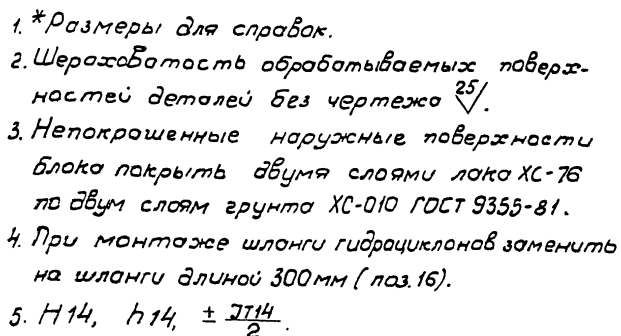 1. *Размеры для справок.
2. Шероховатость обрабатываемых поверх-
ностей деталей без чертежа 25/.
3. Непокрашенные наружные поверхности
блока покрыть двумя слоями лака ХС-76
по двум слоям грунта ХС-010 ГОСТ 9355-81.
4. При монтаже шланги гидроциклонов заменить
на шланги длиной 300мм (поз.16).
5. H14, h14, ± IT14/2.